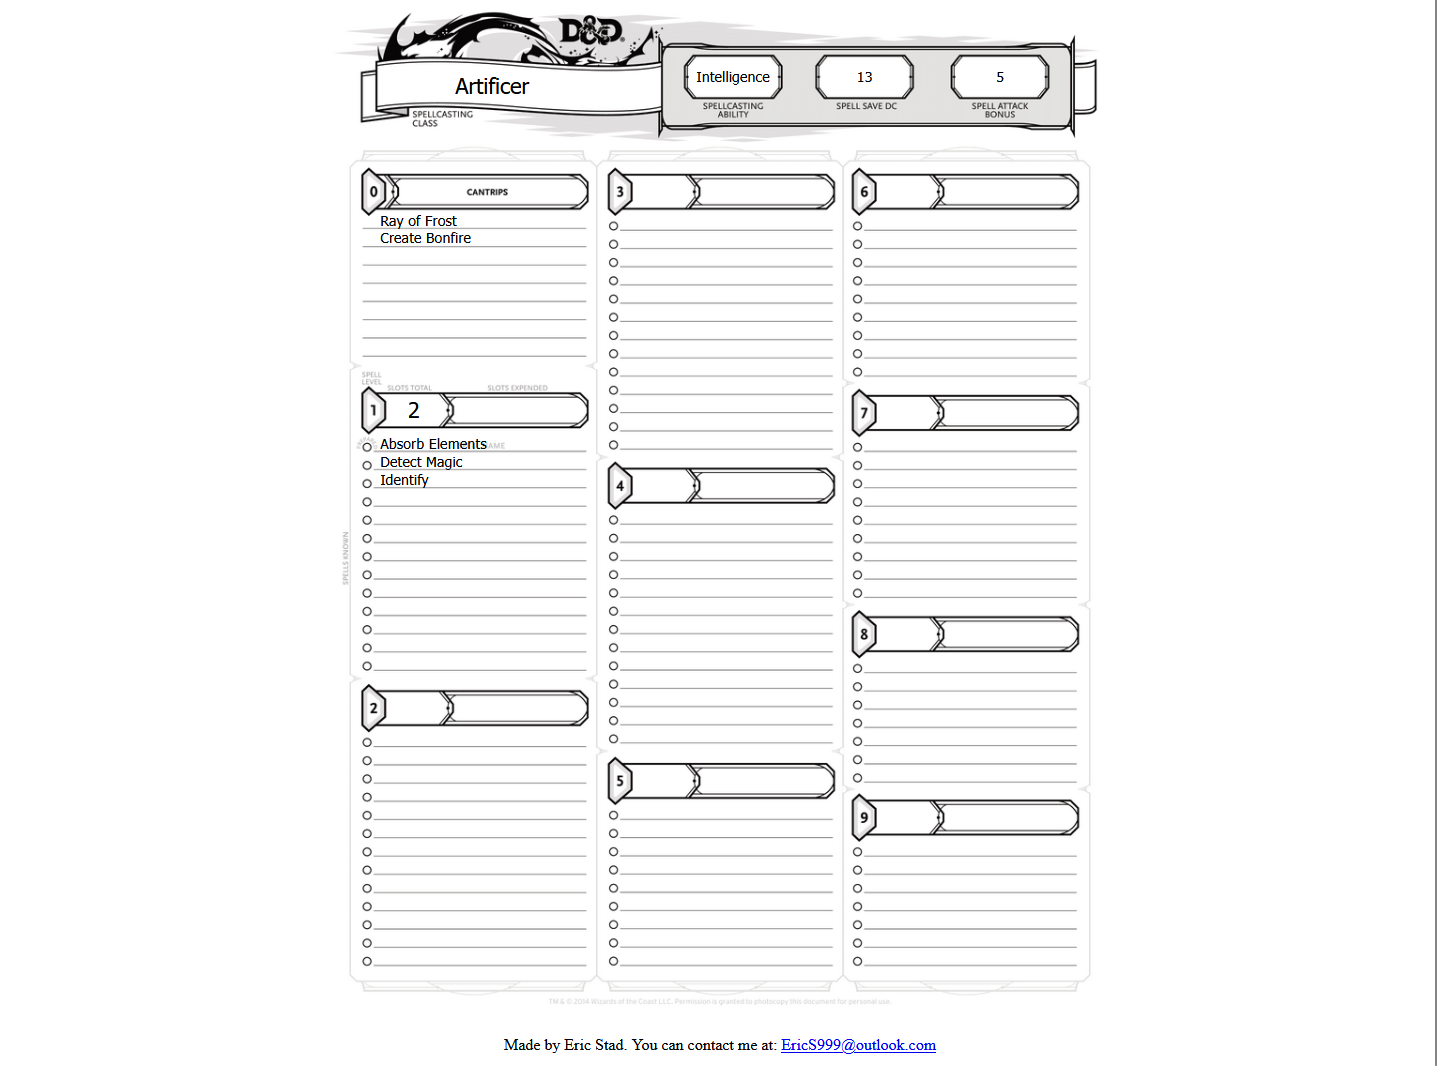 D&D
Artificer
SPELLCASTING
CLASS
Intelligence
SPELLCASTING
ABILITY
13
SPELL SAVE DC
5
SPELL ATTACK
BONUS
0
CANTRIPS
Ray of Frost
Create Bonfire
SPELL
LEVEL
SLOTS TOTAL
SLOTS EXPENDED
1
2
Absorb Elements AME
Detect Magic
Identify
SPELLS KNOWN
2
3
4
5
6
7
8
9
TM & © 2014 Wizards of the Coast LLC. Permission is granted to photocopy this document for personal use.
Made by Eric Stad. You can contact me at: EricS999@outlook.com